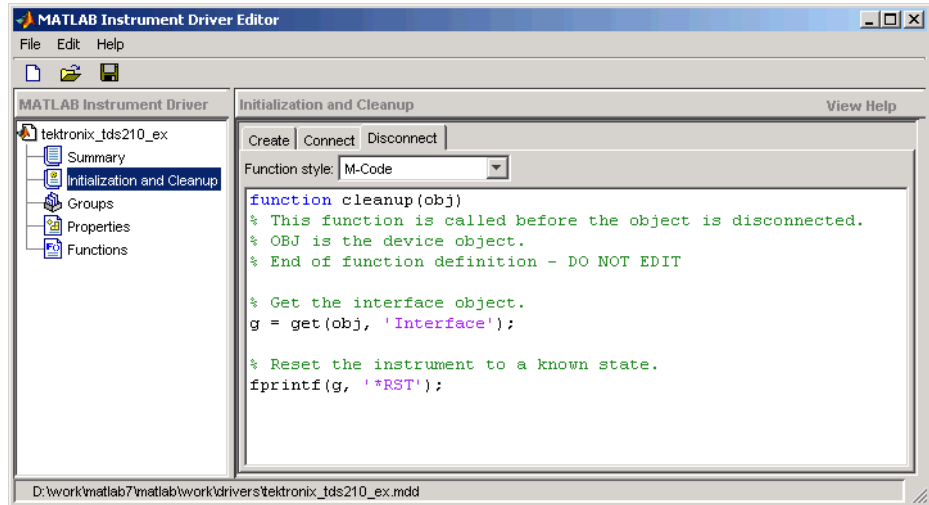 MATLAB Instrument Driver Editor
File Edit Help
MATLAB Instrument Driver
Initialization and Cleanup View Help
tektronix_tds210_ex
Summary
Initialization and Cleanup
Groups
Properties
Functions
Create Connect Disconnect
Function style: M-Code
function cleanup(obj)
% This function is called before the object is disconnected.
% OBJ is the device object.
% End of function definition - DO NOT EDIT
% Get the interface object.
g = get(obj, 'Interface');
% Reset the instrument to a known state.
fprintf(g, '*RST');
D:\work\matlab7\matlab\work\drivers\tektronix_tds210_ex.mdd